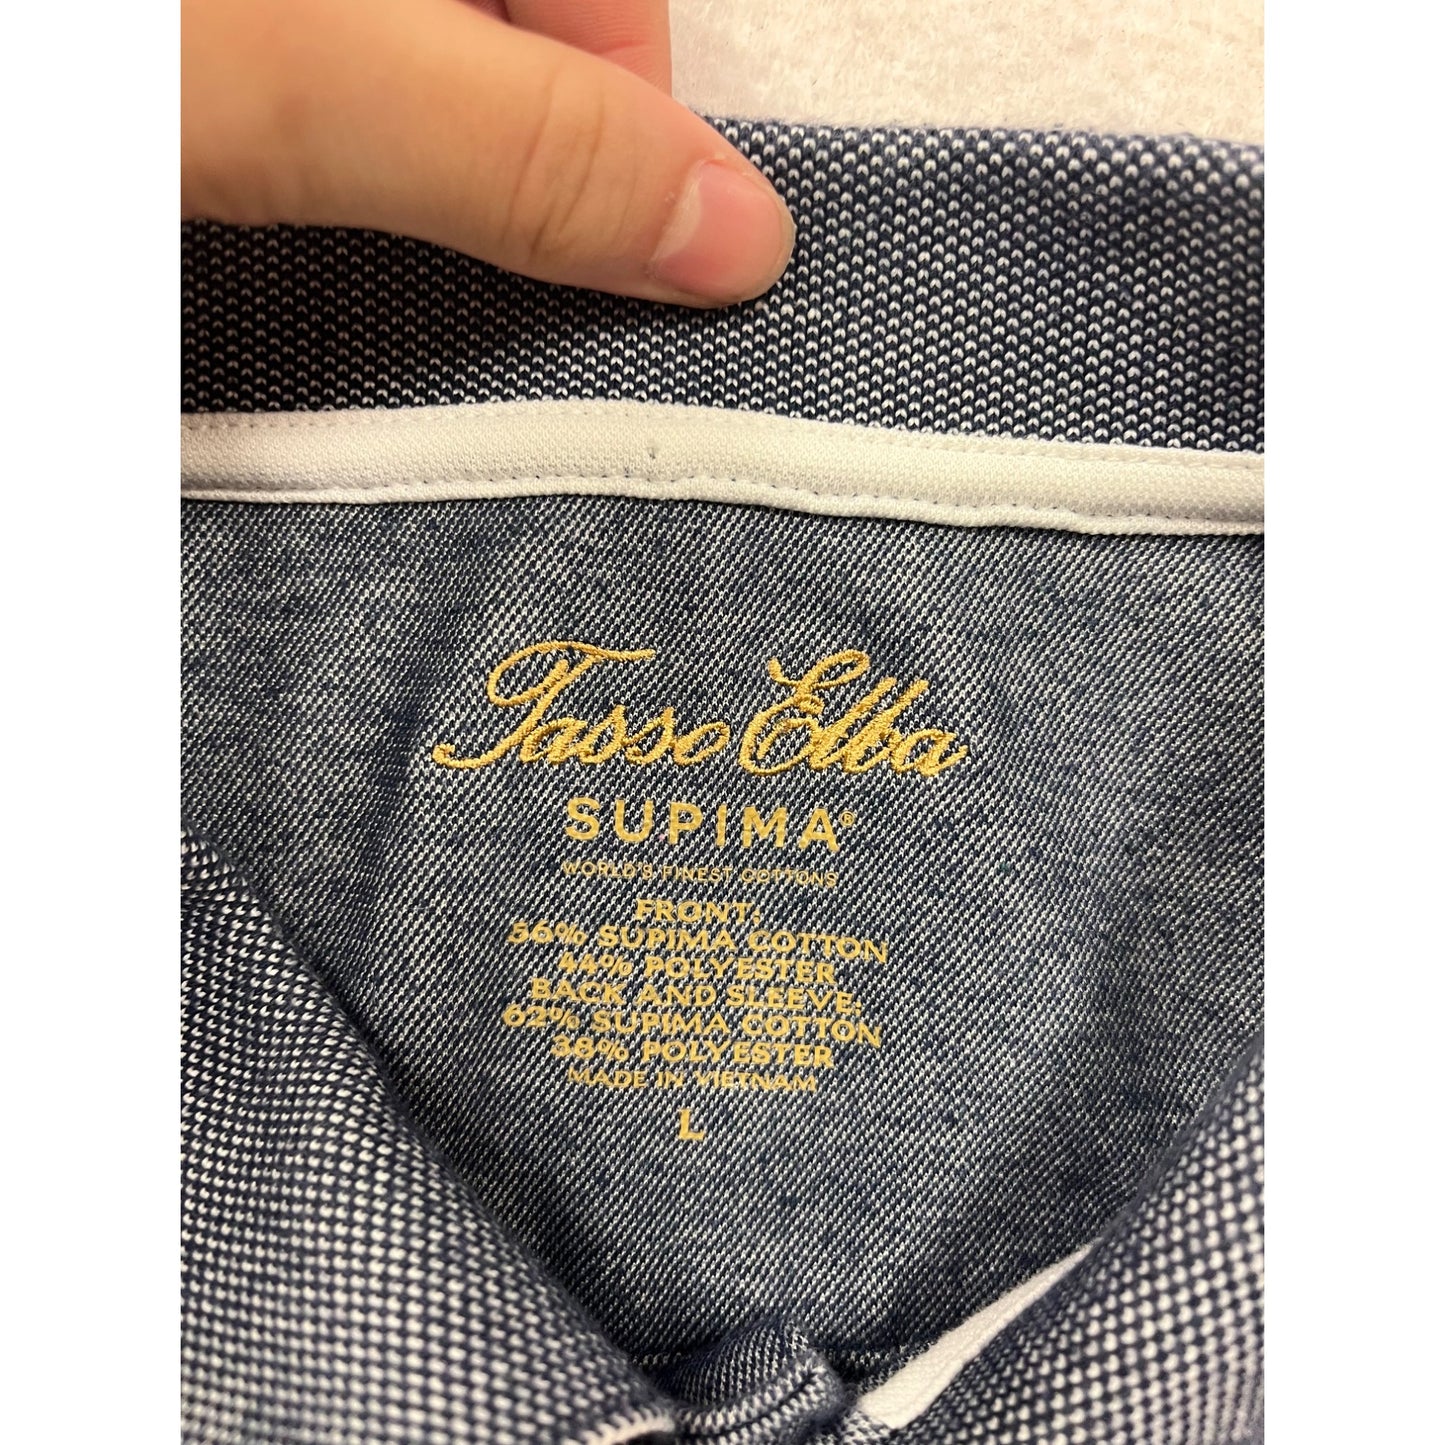 Tasso Elba
SUPIMA®
WORLD'S FINEST COTTONS
FRONT:
56% SUPIMA COTTON
44% POLYESTER
BACK AND SLEEVE:
62% SUPIMA COTTON
38% POLYESTER
MADE IN VIETNAM
L